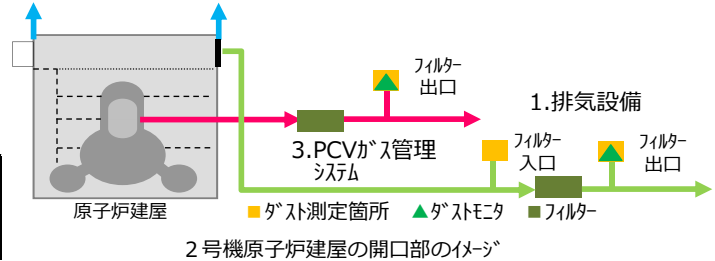 フィルター
出口
1.排気設備
3.PCVガス管理
システム
フィルター
入口
フィルター
出口
原子炉建屋
ダスト測定箇所 ダストモニタ フィルター
2号機原子炉建屋の開口部のイメージ